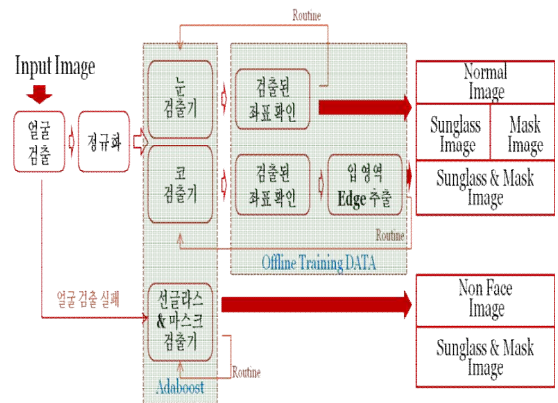 Routine
Input Image
얼굴
검출
정규화
눈
검출기
검출된
좌표 확인
Normal
Image
Sunglass
Image
Mask
Image
코
검출기
검출된
좌표 확인
입 영역
Edge 추출
Sunglass & Mask
Image
Routine
Offline Training DATA
얼굴 검출 실패
선글라스
& 마스크
검출기
Non Face
Image
Routine
Sunglass & Mask
Image
Adaboost